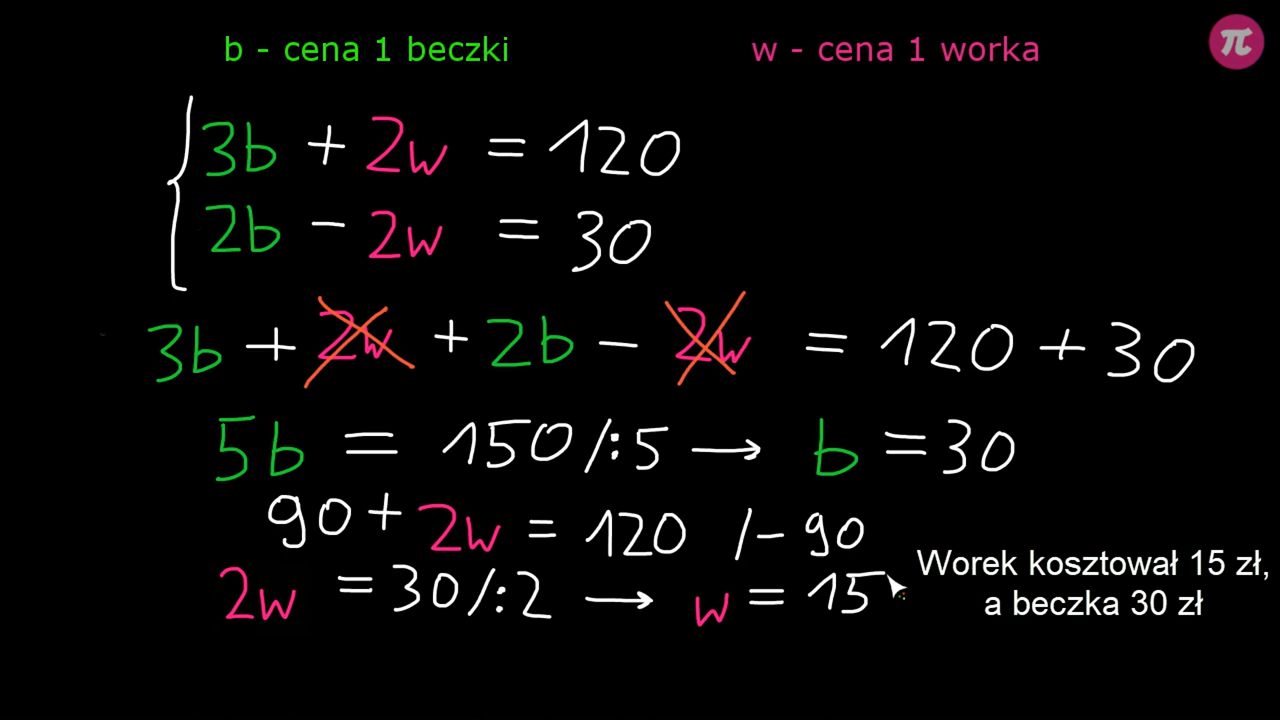 b - cena 1 beczki
w - cena 1 worka
π
3b + 2w = 120
2b - 2w = 30
3b + 2w + 2b - 2w = 120 + 30
5b = 150 /:5 → b = 30
90 + 2w = 120 /- 90
2w = 30 /:2 → w = 15
Worek kosztował 15 zł,
a beczka 30 zł